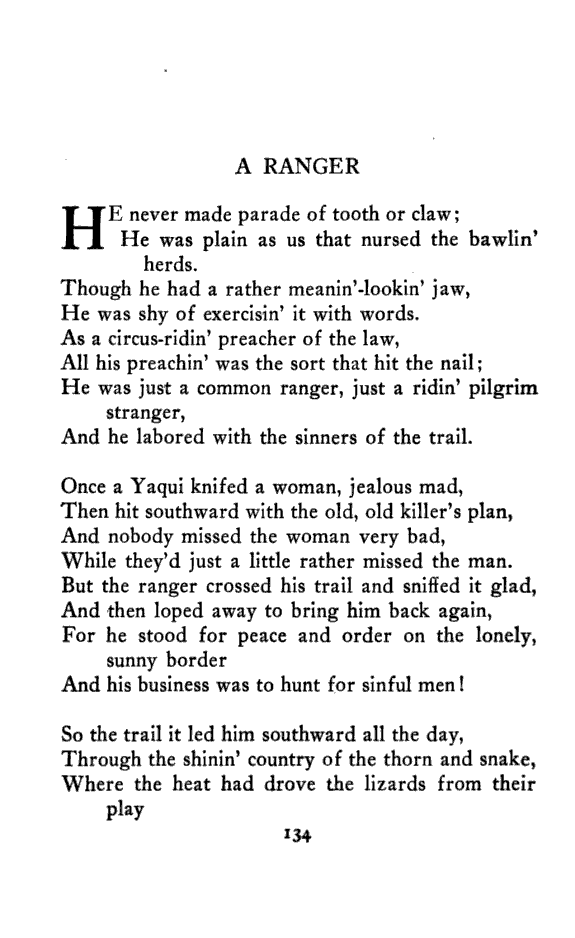 A RANGER
HE never made parade of tooth or claw;
He was plain as us that nursed the bawlin'
herds.
Though he had a rather meanin'-lookin' jaw,
He was shy of exercisin' it with words.
As a circus-ridin' preacher of the law,
All his preachin' was the sort that hit the nail;
He was just a common ranger, just a ridin' pilgrim
stranger,
And he labored with the sinners of the trail.

Once a Yaqui knifed a woman, jealous mad,
Then hit southward with the old, old killer's plan,
And nobody missed the woman very bad,
While they'd just a little rather missed the man.
But the ranger crossed his trail and sniffed it glad,
And then loped away to bring him back again,
For he stood for peace and order on the lonely,
sunny border
And his business was to hunt for sinful men!

So the trail it led him southward all the day,
Through the shinin' country of the thorn and snake,
Where the heat had drove the lizards from their
play
134